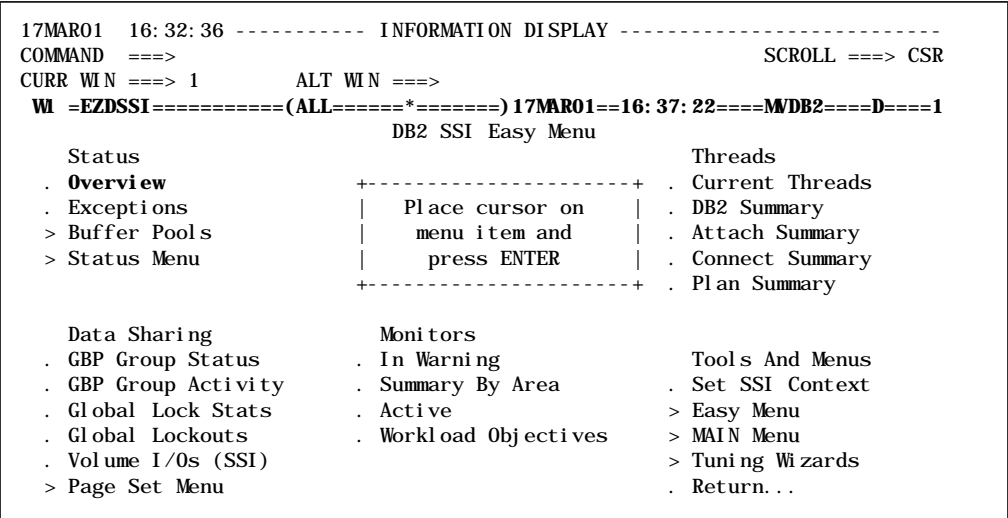 17MAR01  16:32:36 ----------- INFORMATION DISPLAY ---------------------------
COMMAND  ===>                                                  SCROLL ===> CSR
CURR WIN ===> 1        ALT WIN ===>
W1 =EZDSSI===========(ALL======*=======)17MAR01==16:37:22====MVDB2====D====1
DB2 SSI Easy Menu
Status                                                  Threads
. Overview                +----------------------+  . Current Threads
. Exceptions              |   Place cursor on    |  . DB2 Summary
> Buffer Pools            |    menu item and     |  . Attach Summary
> Status Menu             |     press ENTER      |  . Connect Summary
+----------------------+  . Plan Summary
Data Sharing              Monitors
. GBP Group Status        . In Warning                Tools And Menus
. GBP Group Activity      . Summary By Area         . Set SSI Context
. Global Lock Stats       . Active                  > Easy Menu
. Global Lockouts         . Workload Objectives     > MAIN Menu
. Volume I/Os (SSI)                                 > Tuning Wizards
> Page Set Menu                                     . Return...